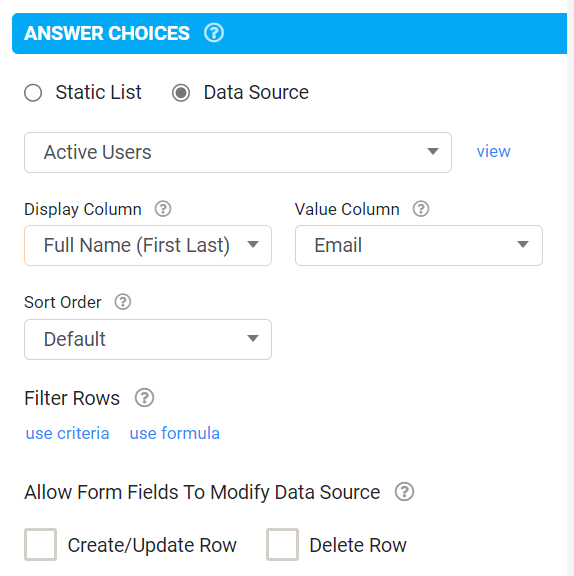 ANSWER CHOICES ?
Static List Data Source
Active Users view
Display Column ? Value Column ?
Full Name (First Last) Email
Sort Order ?
Default
Filter Rows ?
use criteria use formula
Allow Form Fields To Modify Data Source ?
Create/Update Row Delete Row